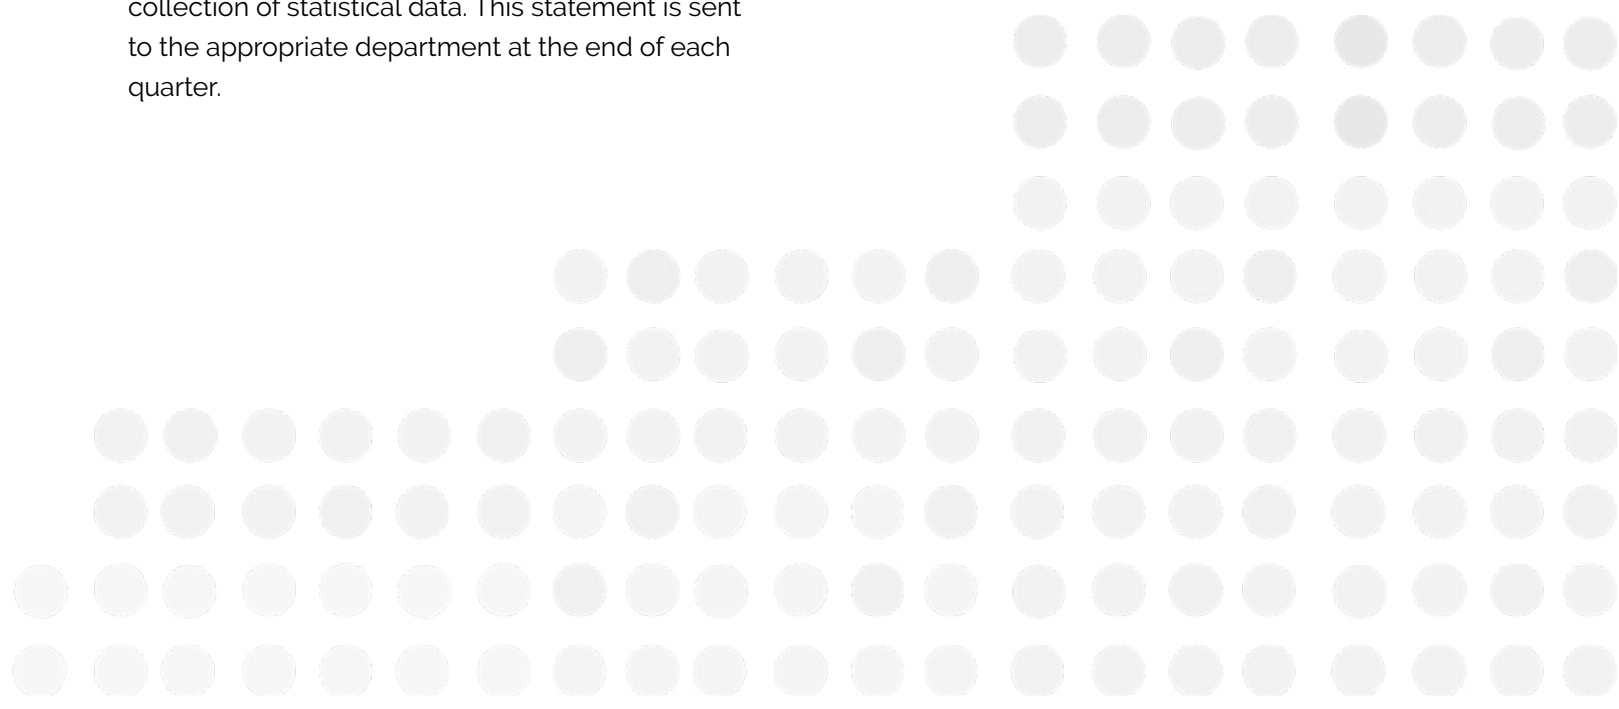 collection of statistical data. This statement is sent
to the appropriate department at the end of each
quarter.